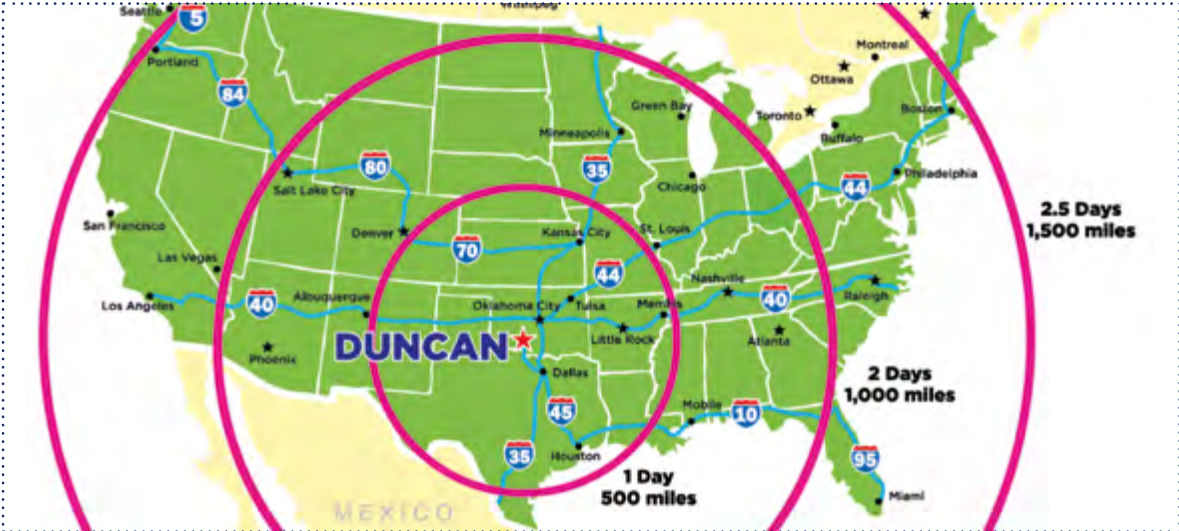 Winnipeg
Seattle
5
Portland
84
Montreal
Ottawa
Green Bay
Toronto
Boston
Minneapolis
Buffalo
35
80
Salt Lake City
Chicago
44
Philadelphia
San Francisco
Denver
70
Kansas City
St. Louis
2.5 Days
1,500 miles
Las Vegas
44
Nashville
Los Angeles
40
Albuquerque
Oklahoma City
Tulsa
Memphis
40
Raleigh
DUNCAN
Little Rock
Atlanta
Phoenix
Dallas
2 Days
1,000 miles
45
Mobile
10
35
Houston
95
1 Day
500 miles
Miami
MEXICO